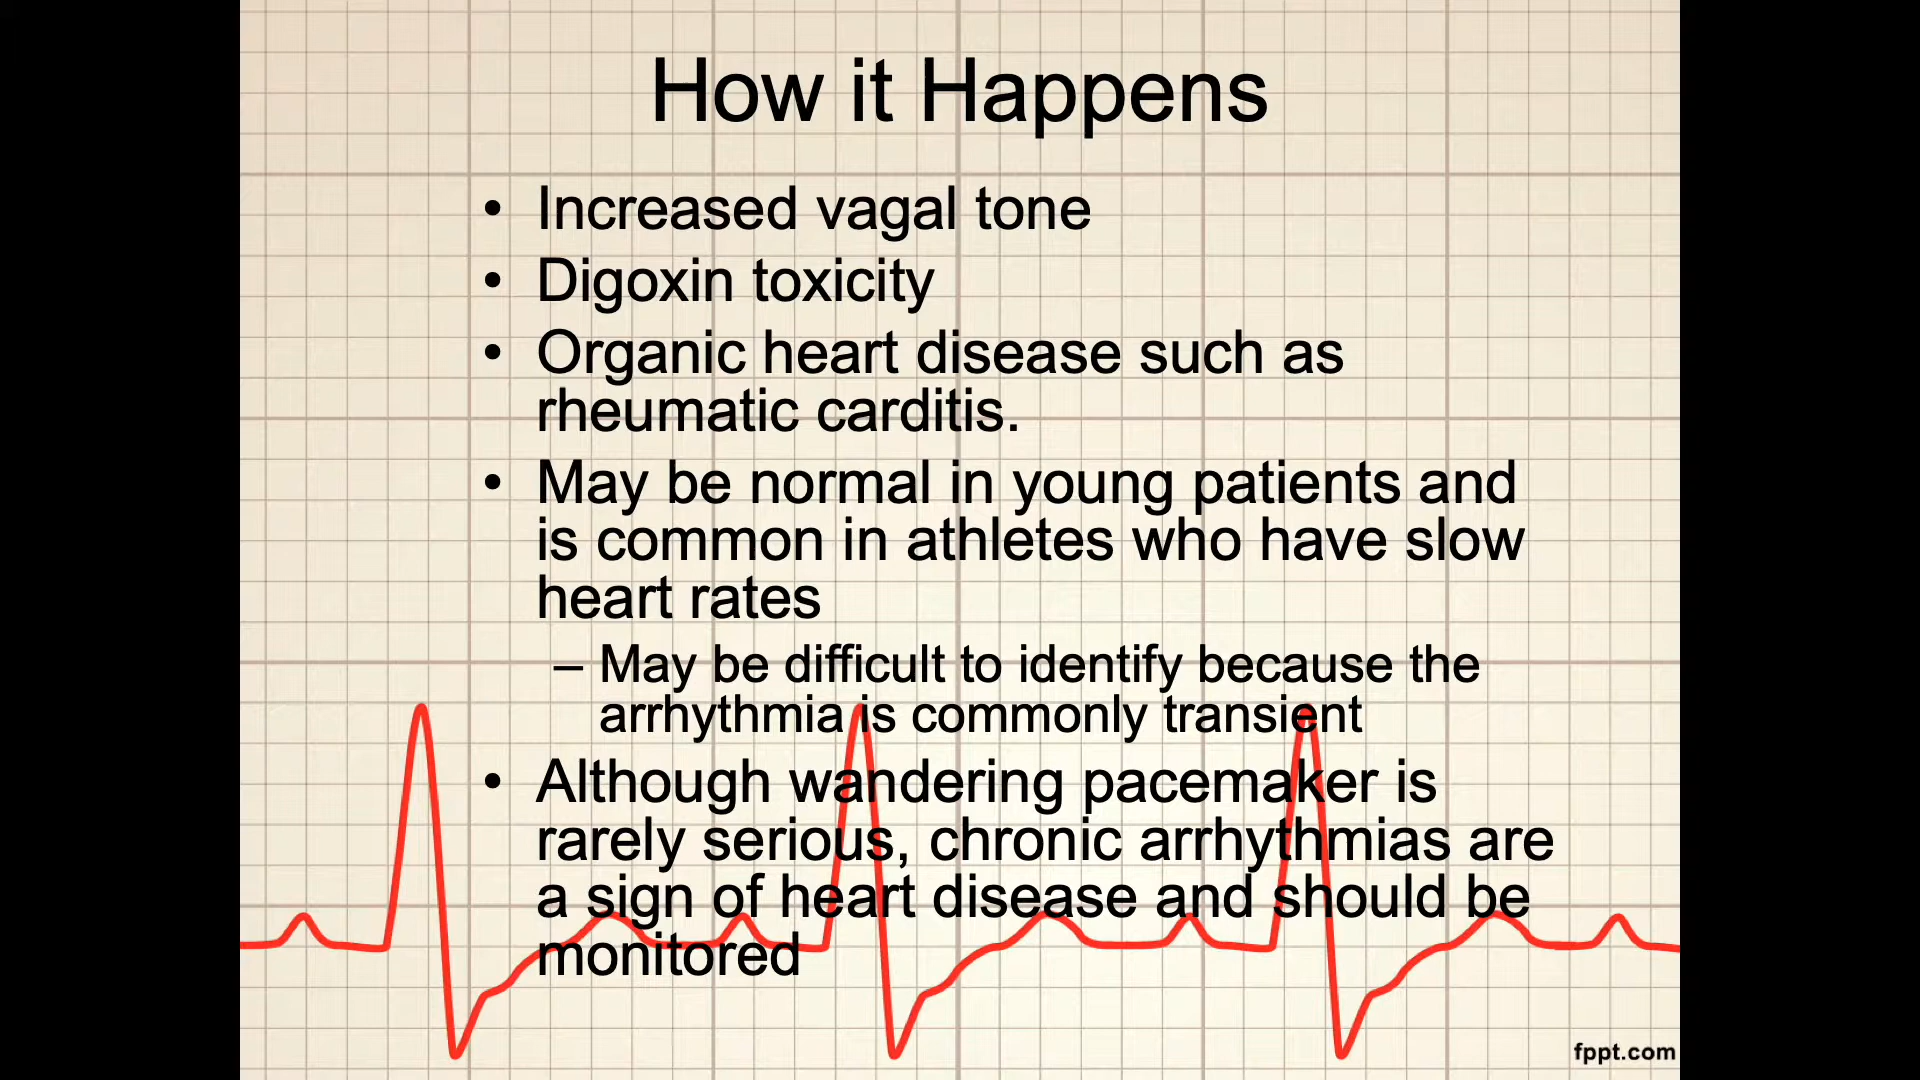 How it Happens
• Increased vagal tone
• Digoxin toxicity
• Organic heart disease such as
rheumatic carditis.
• May be normal in young patients and
is common in athletes who have slow
heart rates
– May be difficult to identify because the
arrhythmia is commonly transient
• Although wandering pacemaker is
rarely serious, chronic arrhythmias are
a sign of heart disease and should be
monitored
fppt.com